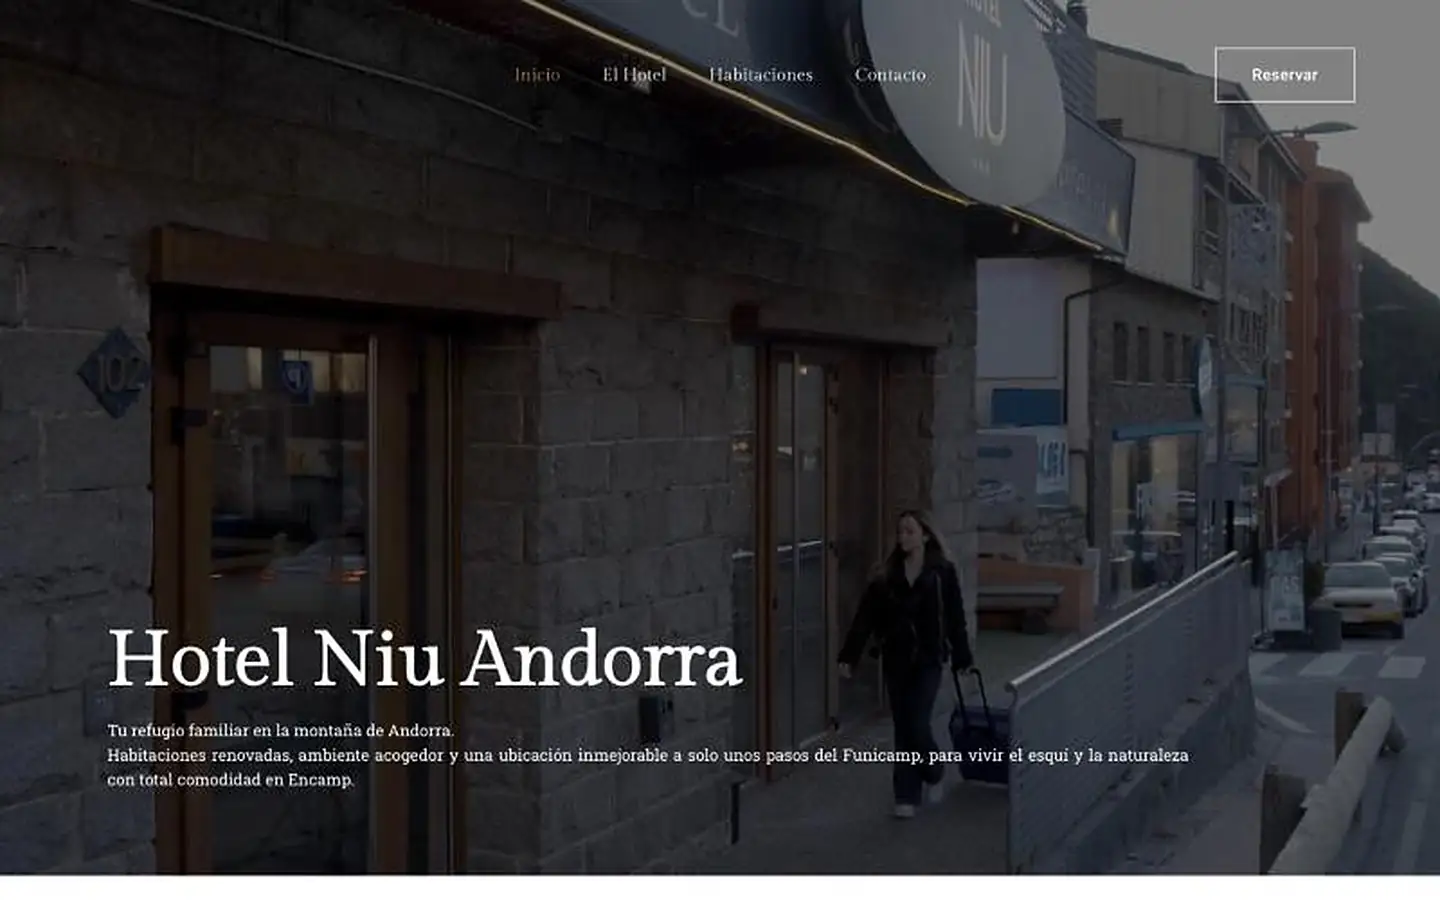 HOTEL
NIU
Inicio
El Hotel
Habitaciones
Contacto
Reservar
102
Hotel Niu Andorra
Tu refugio familiar en la montaña de Andorra.
Habitaciones renovadas, ambiente acogedor y una ubicación inmejorable a solo unos pasos del Funicamp, para vivir el esquí y la naturaleza
con total comodidad en Encamp.